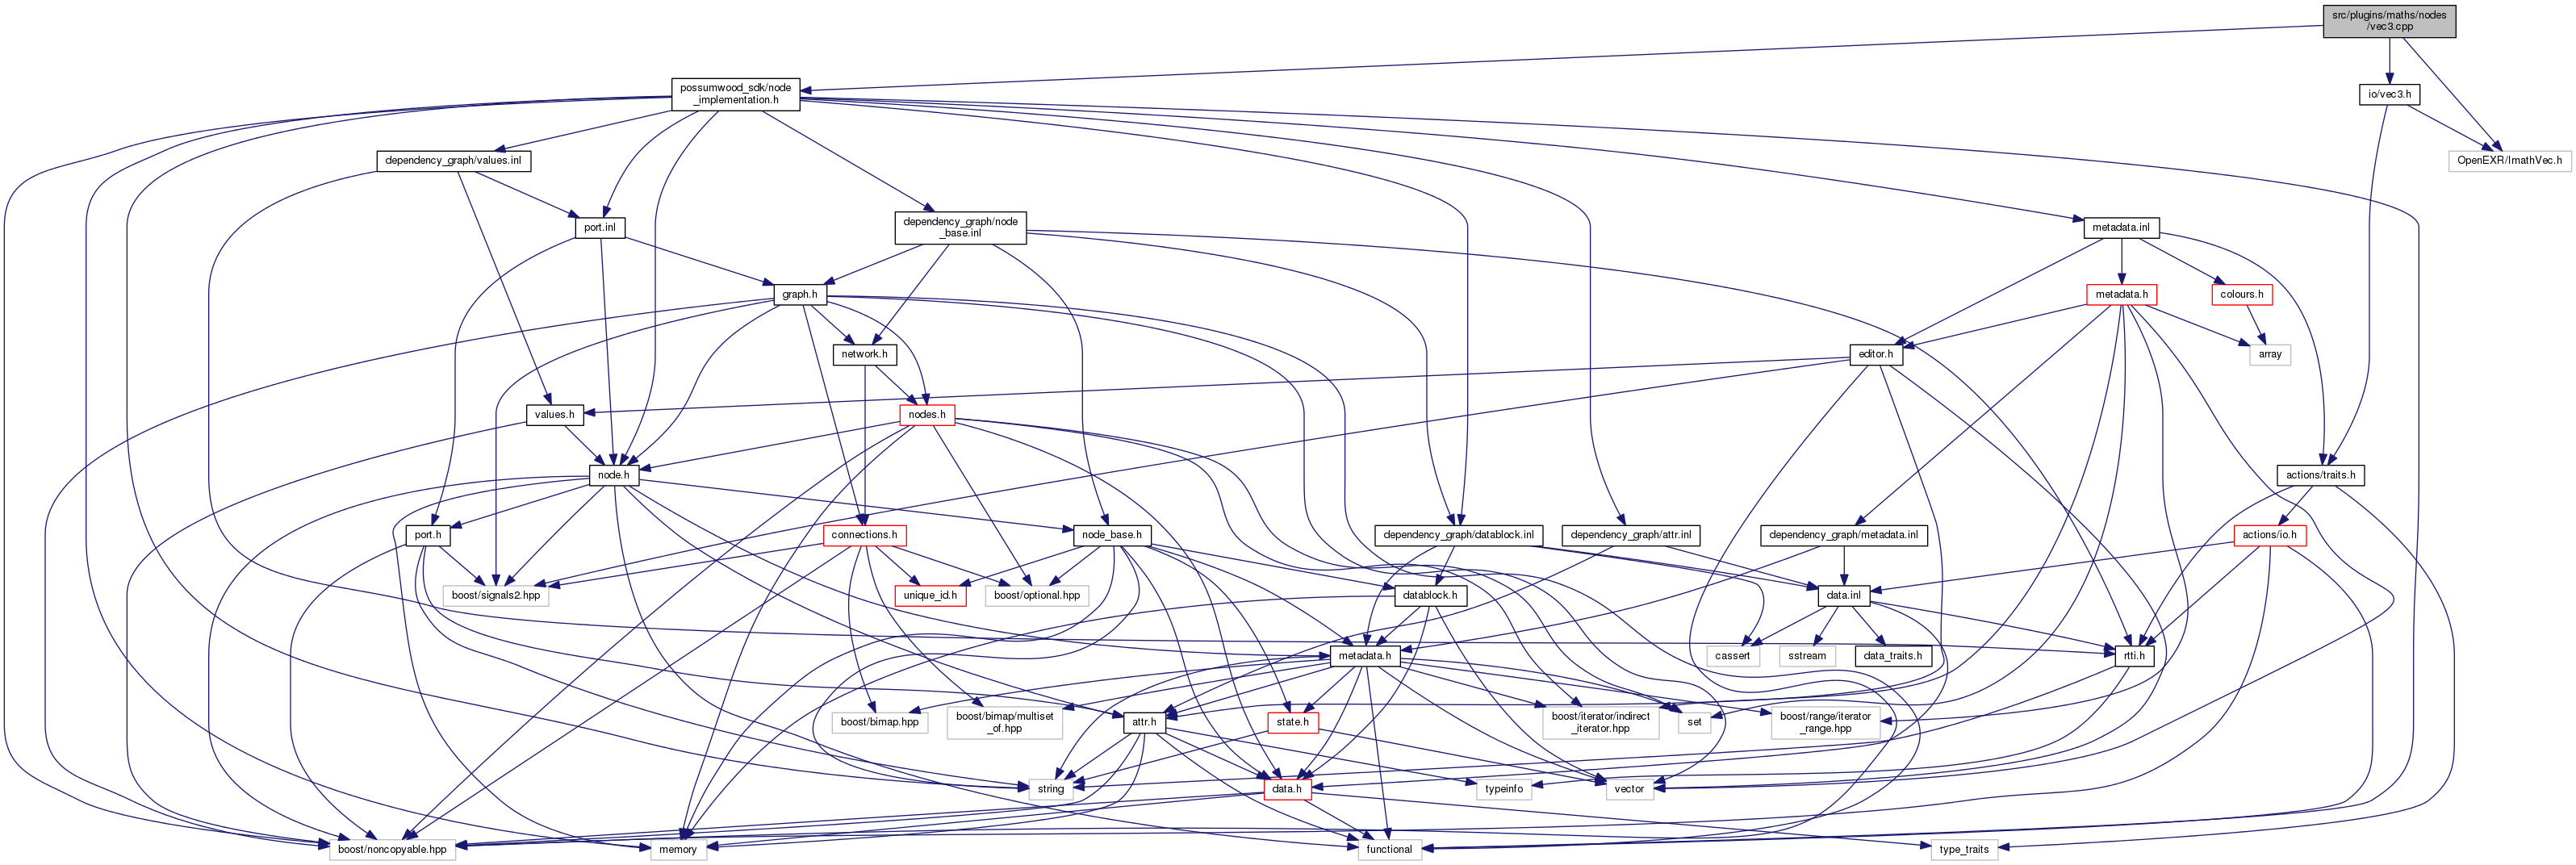 src/plugins/maths/nodes
/vec3.cpp
possumwood_sdk/node
_implementation.h
io/vec3.h
dependency_graph/values.inl
OpenEXR/ImathVec.h
port.inl
dependency_graph/node
_base.inl
metadata.inl
graph.h
metadata.h
colours.h
network.h
editor.h
array
values.h
nodes.h
node.h
actions/traits.h
port.h
connections.h
node_base.h
dependency_graph/datablock.inl
dependency_graph/attr.inl
dependency_graph/metadata.inl
actions/io.h
boost/signals2.hpp
unique_id.h
boost/optional.hpp
datablock.h
data.inl
metadata.h
cassert
sstream
data_traits.h
rtti.h
boost/bimap.hpp
boost/bimap/multiset
_of.hpp
attr.h
state.h
boost/iterator/indirect
_iterator.hpp
set
boost/range/iterator
_range.hpp
string
data.h
typeinfo
vector
boost/noncopyable.hpp
memory
functional
type_traits